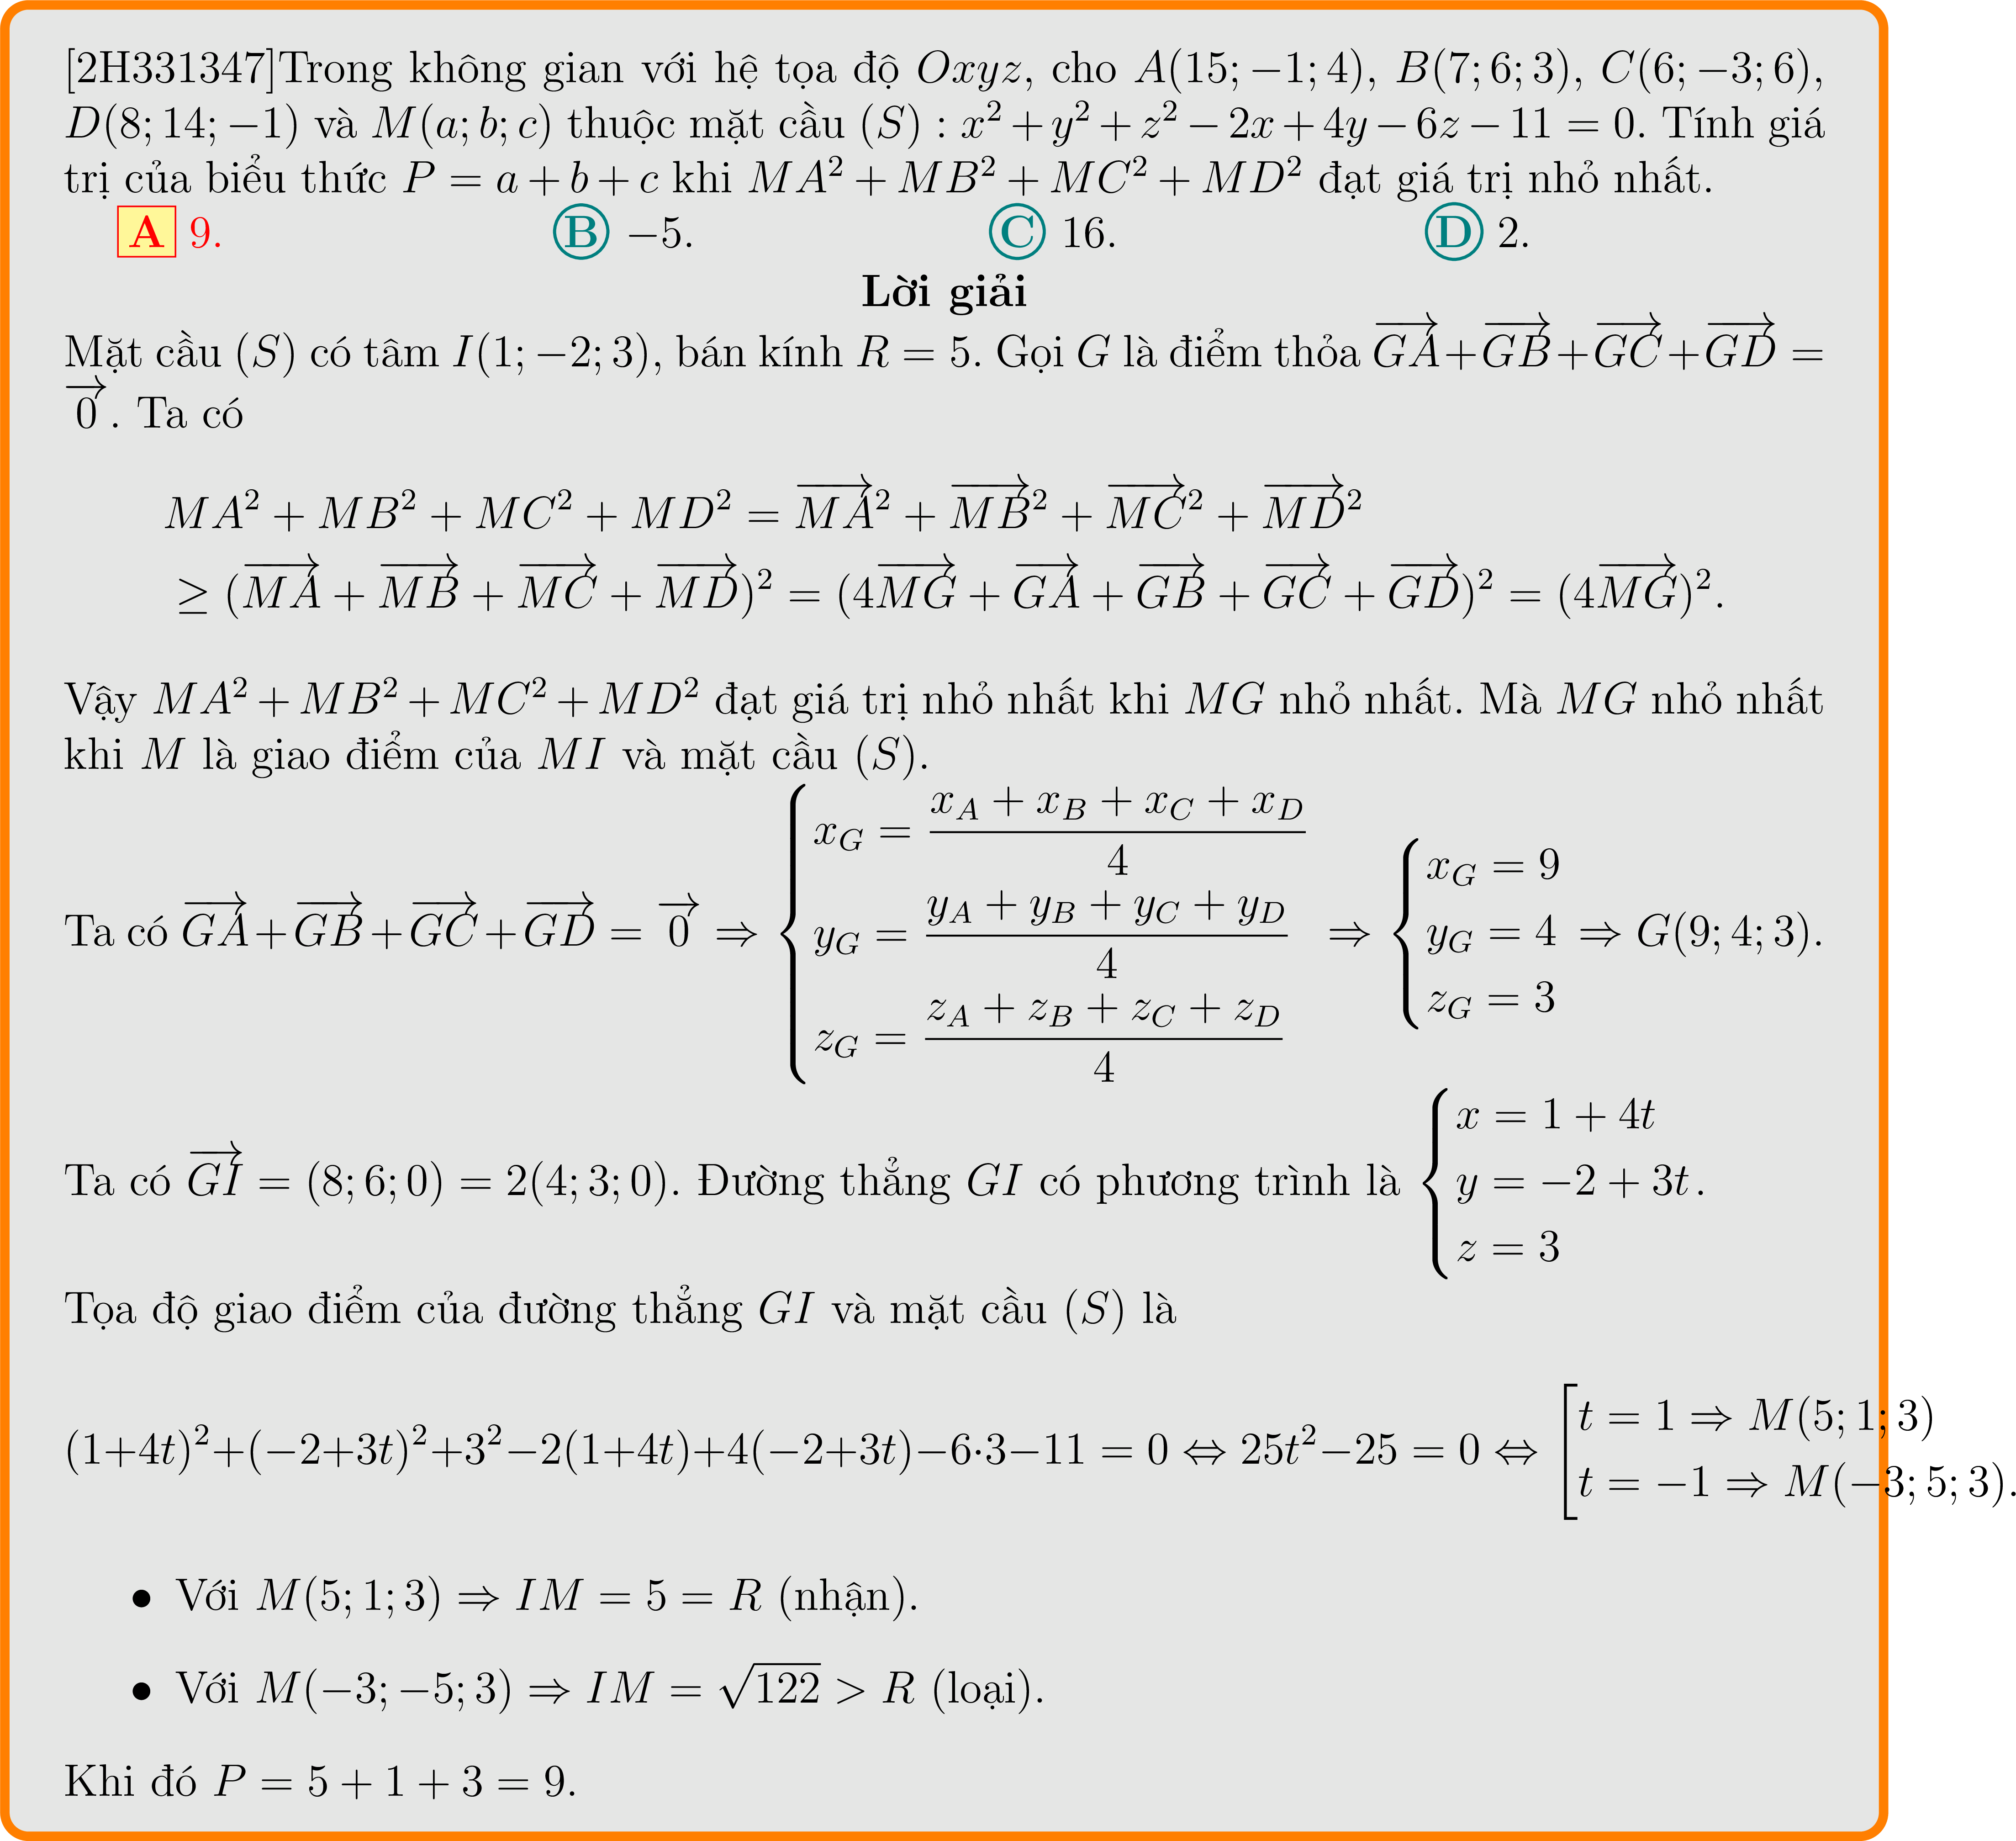 [2H331347]Trong không gian với hệ tọa độ $Oxyz$, cho $A(15;-1;4)$, $B(7;6;3)$, $C(6;-3;6)$,
$D(8;14;-1)$ và $M(a;b;c)$ thuộc mặt cầu $(S): x^2+y^2+z^2-2x+4y-6z-11=0$. Tính giá
trị của biểu thức $P=a+b+c$ khi $MA^2+MB^2+MC^2+MD^2$ đạt giá trị nhỏ nhất.
A 9. B $-5$. C 16. D 2.
Lời giải
Mặt cầu $(S)$ có tâm $I(1;-2;3)$, bán kính $R=5$. Gọi $G$ là điểm thỏa $\overrightarrow{GA}+\overrightarrow{GB}+\overrightarrow{GC}+\overrightarrow{GD}=$
$\overrightarrow{0}$. Ta có
$MA^2+MB^2+MC^2+MD^2=\overrightarrow{MA}^2+\overrightarrow{MB}^2+\overrightarrow{MC}^2+\overrightarrow{MD}^2$
$\geq(\overrightarrow{MA}+\overrightarrow{MB}+\overrightarrow{MC}+\overrightarrow{MD})^2=(4\overrightarrow{MG}+\overrightarrow{GA}+\overrightarrow{GB}+\overrightarrow{GC}+\overrightarrow{GD})^2=(4\overrightarrow{MG})^2.$
Vậy $MA^2+MB^2+MC^2+MD^2$ đạt giá trị nhỏ nhất khi $MG$ nhỏ nhất. Mà $MG$ nhỏ nhất
khi $M$ là giao điểm của $MI$ và mặt cầu $(S)$.
Ta có $\overrightarrow{GA}+\overrightarrow{GB}+\overrightarrow{GC}+\overrightarrow{GD}=\overrightarrow{0}\Rightarrow\begin{cases}x_G=\dfrac{x_A+x_B+x_C+x_D}{4}\\y_G=\dfrac{y_A+y_B+y_C+y_D}{4}\\z_G=\dfrac{z_A+z_B+z_C+z_D}{4}\end{cases}\Rightarrow\begin{cases}x_G=9\\y_G=4\\z_G=3\end{cases}\Rightarrow G(9;4;3).$
Ta có $\overrightarrow{GI}=(8;6;0)=2(4;3;0)$. Đường thẳng $GI$ có phương trình là $\begin{cases}x=1+4t\\y=-2+3t\\z=3\end{cases}.$
Tọa độ giao điểm của đường thẳng $GI$ và mặt cầu $(S)$ là
$(1+4t)^2+(-2+3t)^2+3^2-2(1+4t)+4(-2+3t)-6\cdot3-11=0\Leftrightarrow25t^2-25=0\Leftrightarrow\left[\begin{array}{l}t=1\Rightarrow M(5;1;3)\\t=-1\Rightarrow M(-3;5;3).\end{array}\right.$
• Với $M(5;1;3)\Rightarrow IM=5=R$ (nhận).
• Với $M(-3;-5;3)\Rightarrow IM=\sqrt{122}>R$ (loại).
Khi đó $P=5+1+3=9$.